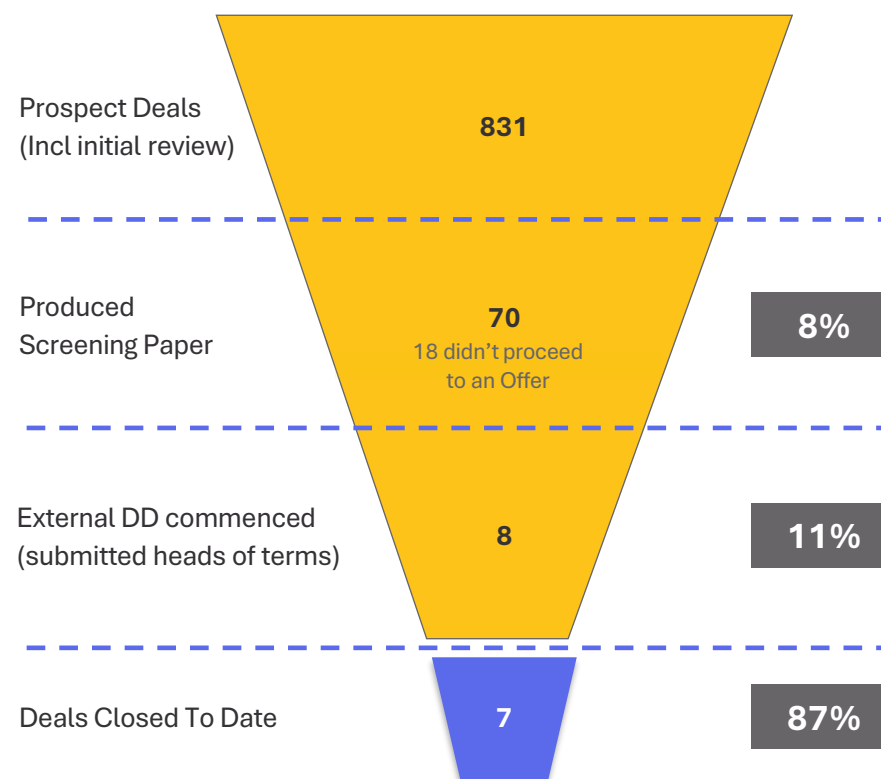 Prospect Deals
(Incl initial review)
831
Produced
Screening Paper
70
18 didn't proceed
to an Offer
8%
External DD commenced
(submitted heads of terms)
8
11%
Deals Closed To Date
7
87%